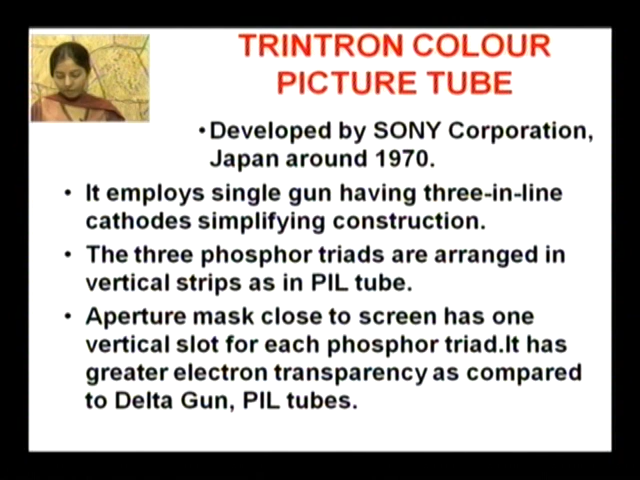 TRINTRON COLOUR
PICTURE TUBE
•Developed by SONY Corporation,
Japan around 1970.
• It employs single gun having three-in-line
cathodes simplifying construction.
• The three phosphor triads are arranged in
vertical strips as in PIL tube.
• Aperture mask close to screen has one
vertical slot for each phosphor triad.It has
greater electron transparency as compared
to Delta Gun, PIL tubes.